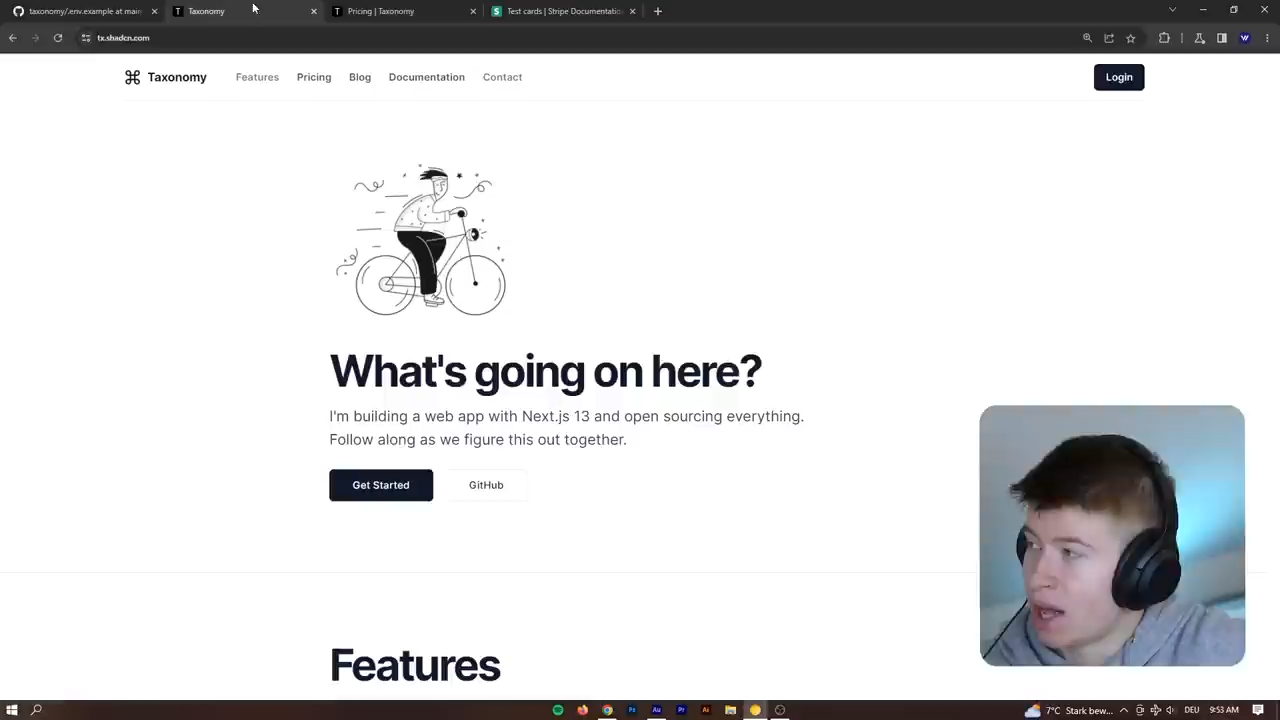 taxonomy/.env.example at main
Taxonomy
Pricing | Taxonomy
Test cards | Stripe Documentation
tx.shadcn.com
Taxonomy
Features
Pricing
Blog
Documentation
Contact
Login
What's going on here?
I'm building a web app with Next.js 13 and open sourcing everything.
Follow along as we figure this out together.
Get Started
GitHub
Features
7°C Stark bew...
DEU
9:53 AM